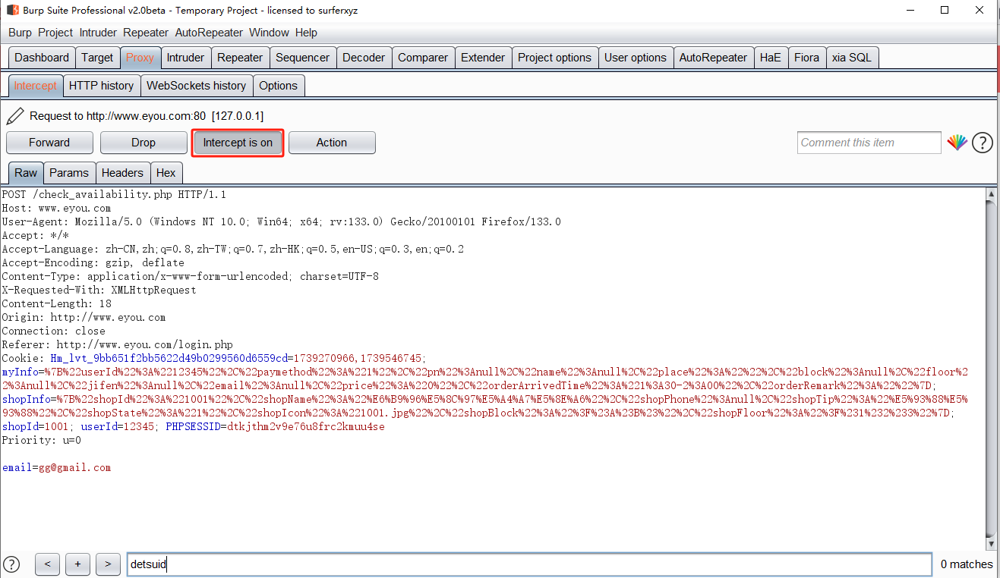 Burp Suite Professional v2.0beta - Temporary Project - licensed to surferxyz
Burp Project Intruder Repeater AutoRepeater Window Help
Dashboard Target Proxy Intruder Repeater Sequencer Decoder Comparer Extender Project options User options AutoRepeater HaE Fiora xia SQL
Intercept HTTP history WebSockets history Options
Request to http://www.eyou.com:80 [127.0.0.1]
Forward Drop Intercept is on Action Comment this item ?
Raw Params Headers Hex
POST /check_availability.php HTTP/1.1
Host: www.eyou.com
User-Agent: Mozilla/5.0 (Windows NT 10.0; Win64; x64; rv:133.0) Gecko/20100101 Firefox/133.0
Accept: */*
Accept-Language: zh-CN,zh;q=0.8,zh-TW;q=0.7,zh-HK;q=0.5,en-US;q=0.3,en;q=0.2
Accept-Encoding: gzip, deflate
Content-Type: application/x-www-form-urlencoded; charset=UTF-8
X-Requested-With: XMLHttpRequest
Content-Length: 18
Origin: http://www.eyou.com
Connection: close
Referer: http://www.eyou.com/login.php
Cookie: Hm_lvt_9bb651f2bb5622d49b0299560d6559cd=1739270966,1739546745;
myInfo=%7B%22userId%22%3A%2212345%22%2C%22paymethod%22%3A%221%22%2C%22pn%22%3Anull%2C%22name%22%3Anull%2C%22place%22%3A%22%22%2C%22block%22%3Anull%2C%22floor%2
2%3Anull%2C%22jifen%22%3Anull%2C%22email%22%3Anull%2C%22price%22%3A%220%22%2C%22orderArrivedTime%22%3A%221%3A30-2%3A00%22%2C%22orderRemark%22%3A%22%22%7D;
shopInfo=%7B%22shopId%22%3A%221001%22%2C%22shopName%22%3A%22%E6%B9%96%E5%8C%97%E5%A4%A7%E5%8E%A6%22%2C%22shopPhone%22%3Anull%2C%22shopTip%22%3A%22%E5%93%88%E5%
93%88%22%2C%22shopState%22%3A%221%22%2C%22shopIcon%22%3A%221001.jpg%22%2C%22shopBlock%22%3A%22%3F%23A%23B%23%22%2C%22shopFloor%22%3A%22%3F%231%232%233%22%7D;
shopId=1001; userId=12345; PHPSESSID=dtkjthm2v9e76u8frc2kmuu4se
Priority: u=0
email=gg@gmail.com
? < + > detsuid 0 matches